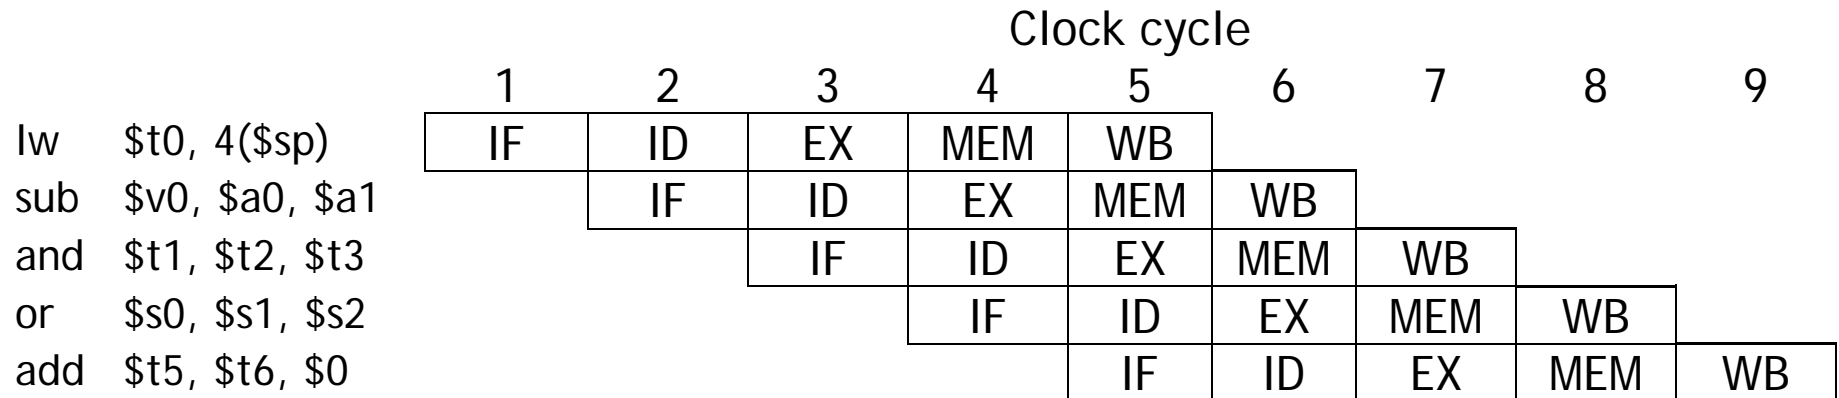 Clock cycle
1 2 3 4 5 6 7 8 9
lw $t0, 4($sp) IF ID EX MEM WB
sub $v0, $a0, $a1 IF ID EX MEM WB
and $t1, $t2, $t3 IF ID EX MEM WB
or $s0, $s1, $s2 IF ID EX MEM WB
add $t5, $t6, $0 IF ID EX MEM WB